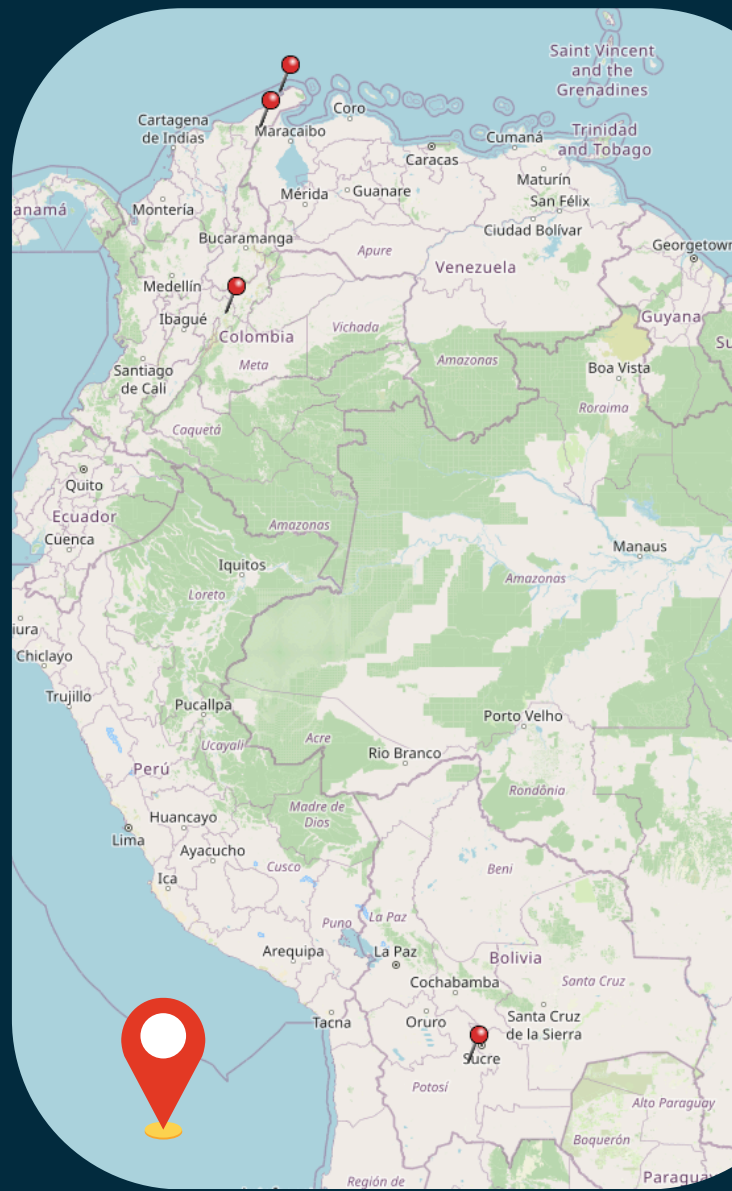 Saint Vincent
and the
Grenadines
Cartagena
de Indias
Coro
Maracaibo
Cumaná
Trinidad
and Tobago
Caracas
Mérida
Guanare
Maturín
San Félix
anamá
Montería
Ciudad Bolívar
Bucaramanga
Georgetown
Apure
Venezuela
Medellín
Ibagué
Colombia
Vichada
Guyana
Su
Meta
Amazonas
Boa Vista
Santiago
de Cali
Roraima
Caquetá
Quito
Ecuador
Amazonas
Cuenca
Manaus
Iquitos
Amazonas
Loreto
iura
Chiclayo
Trujillo
Pucallpa
Porto Velho
Ucayali
Acre
Rio Branco
Perú
Rondônia
Madre de
Dios
Huancayo
Lima
Ayacucho
Cusco
Beni
Ica
La Paz
Puno
Arequipa
La Paz
Bolivia
Cochabamba
Santa Cruz
Tacna
Oruro
Santa Cruz
de la Sierra
Sucre
Potosí
Alto Paraguay
Boquerón
Región de
Paraguay